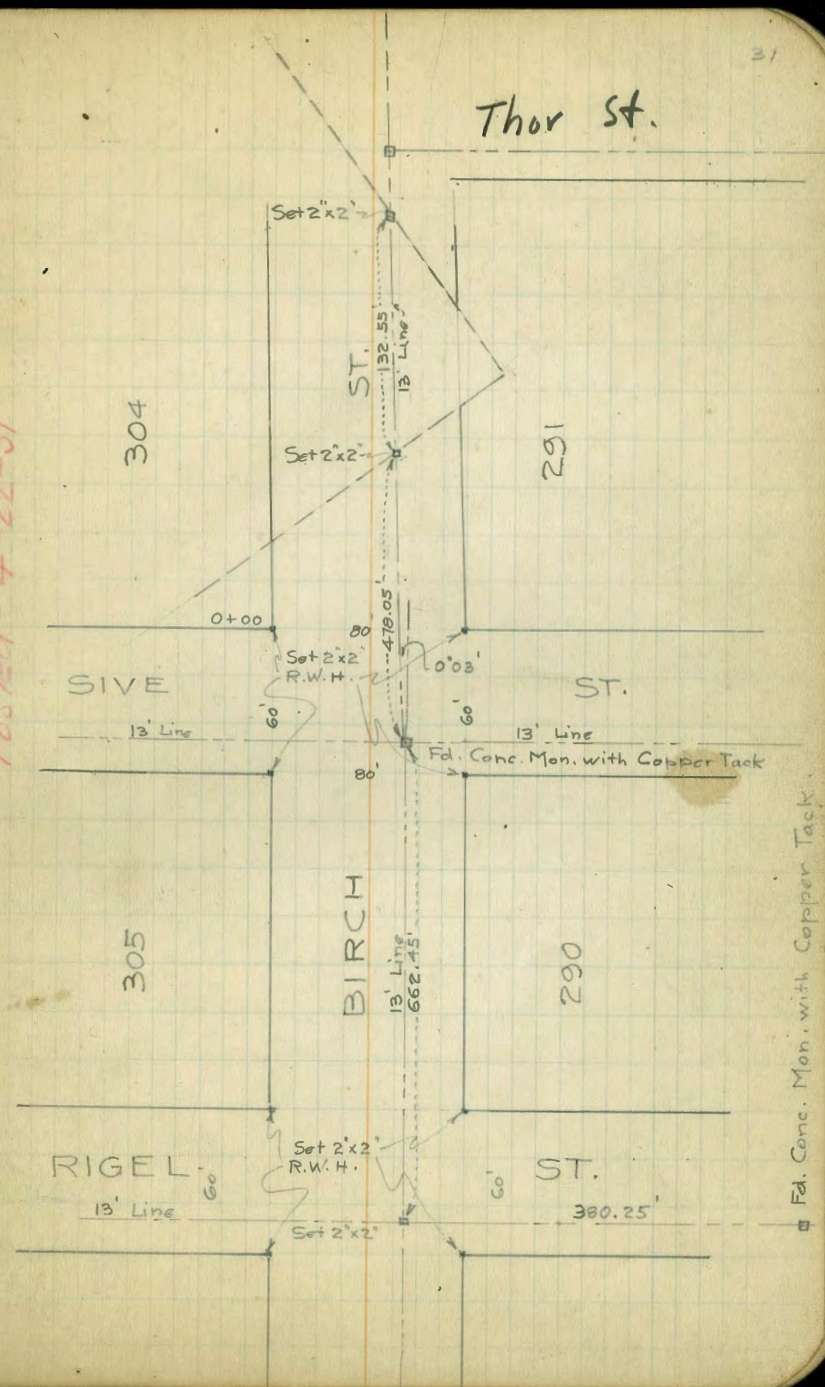 31
Thor St.
Set 2"x2"
132.55'
13' Line
ST.
304
291
Set 2"x2"
478.05'
0+00
80'
Set 2"x2"
R.W.H.
0°03'
SIVE
ST.
60'
60'
13' Line
13' Line
Fd. Conc. Mon. with Copper Tack
80'
BIRCH
13' Line
662.45'
305
290
Fd. Conc. Mon. with Copper Tack.
Set 2"x2"
R.W.H.
RIGEL
60'
60'
ST.
13' Line
380.25'
Set 2"x2"